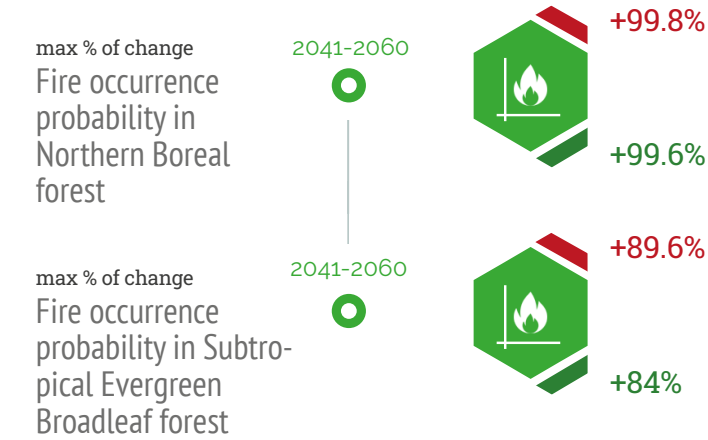 max % of change
Fire occurrence
probability in
Northern Boreal
forest
2041-2060
+99.8%
+99.6%
max % of change
Fire occurrence
probability in Subtro-
pical Evergreen
Broadleaf forest
2041-2060
+89.6%
+84%